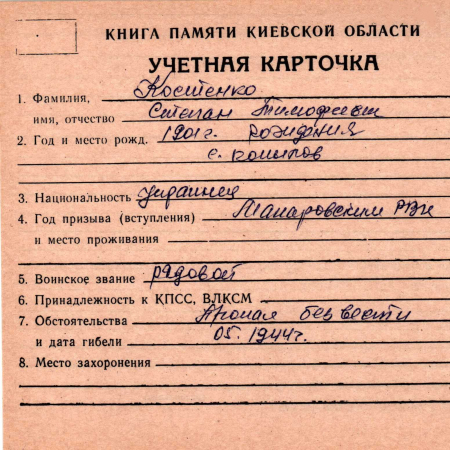 КНИГА ПАМЯТИ КИЕВСКОЙ ОБЛАСТИ
УЧЕТНАЯ КАРТОЧКА
1. Фамилия, Костенко
имя, отчество Степан Тимофеевич
2. Год и место рожд. 1901г. рождения
с. Копылов
3. Национальность украинец
4. Год призыва (вступления) Макаровским РВК
и место проживания
5. Воинское звание рядовой
6. Принадлежность к КПСС, ВЛКСМ
7. Обстоятельства Пропал без вести
и дата гибели 05. 1944г.
8. Место захоронения